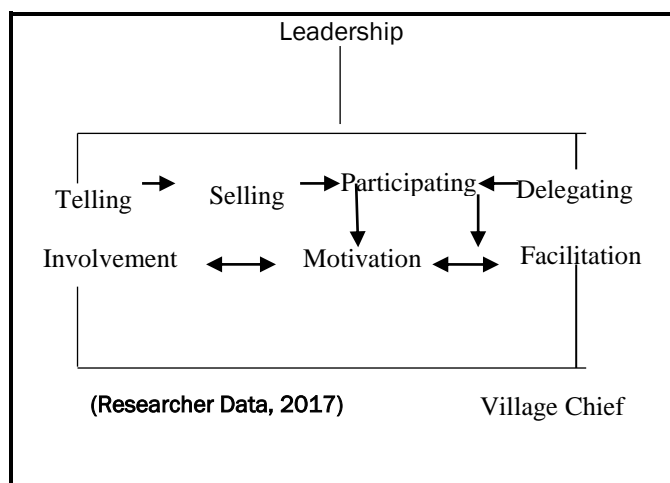 Leadership
Telling Selling Participating Delegating
Involvement Motivation Facilitation
(Researcher Data, 2017) Village Chief